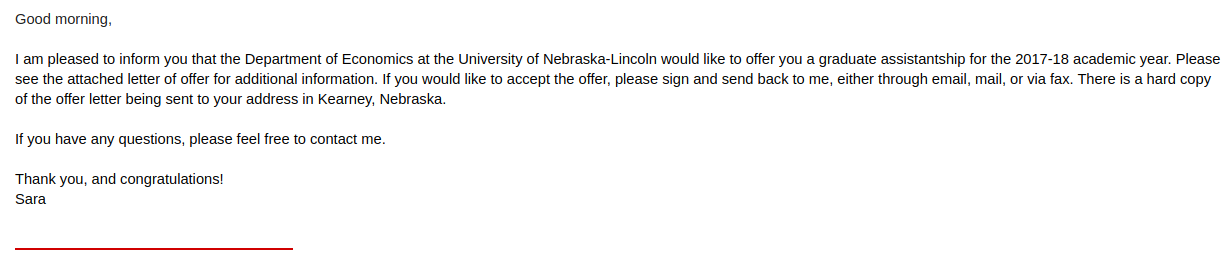 Good morning,
I am pleased to inform you that the Department of Economics at the University of Nebraska-Lincoln would like to offer you a graduate assistantship for the 2017-18 academic year. Please
see the attached letter of offer for additional information. If you would like to accept the offer, please sign and send back to me, either through email, mail, or via fax. There is a hard copy
of the offer letter being sent to your address in Kearney, Nebraska.
If you have any questions, please feel free to contact me.
Thank you, and congratulations!
Sara